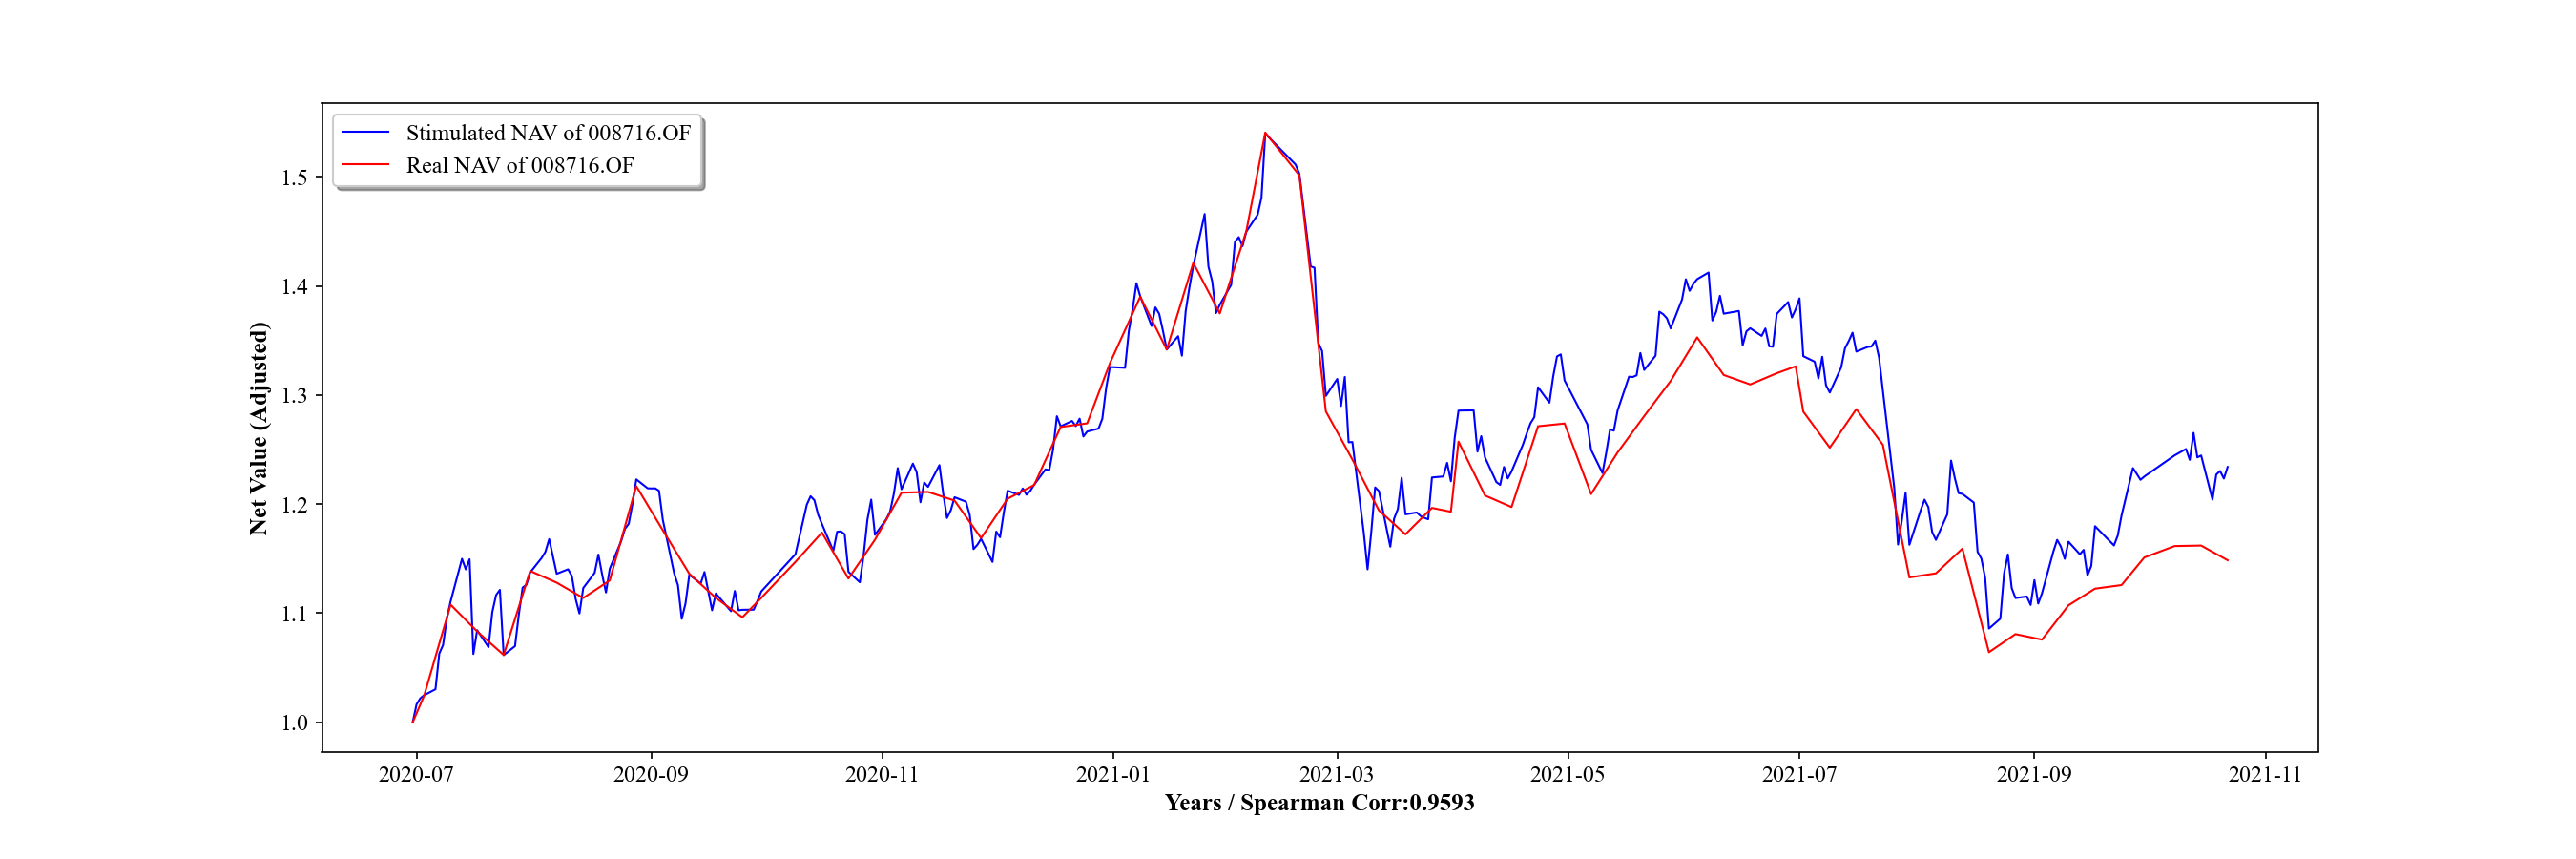 Stimulated NAV of 008716.OF
Real NAV of 008716.OF
Net Value (Adjusted)
1.5
1.4
1.3
1.2
1.1
1.0
2020-07 2020-09 2020-11 2021-01 2021-03 2021-05 2021-07 2021-09 2021-11
Years / Spearman Corr:0.9593